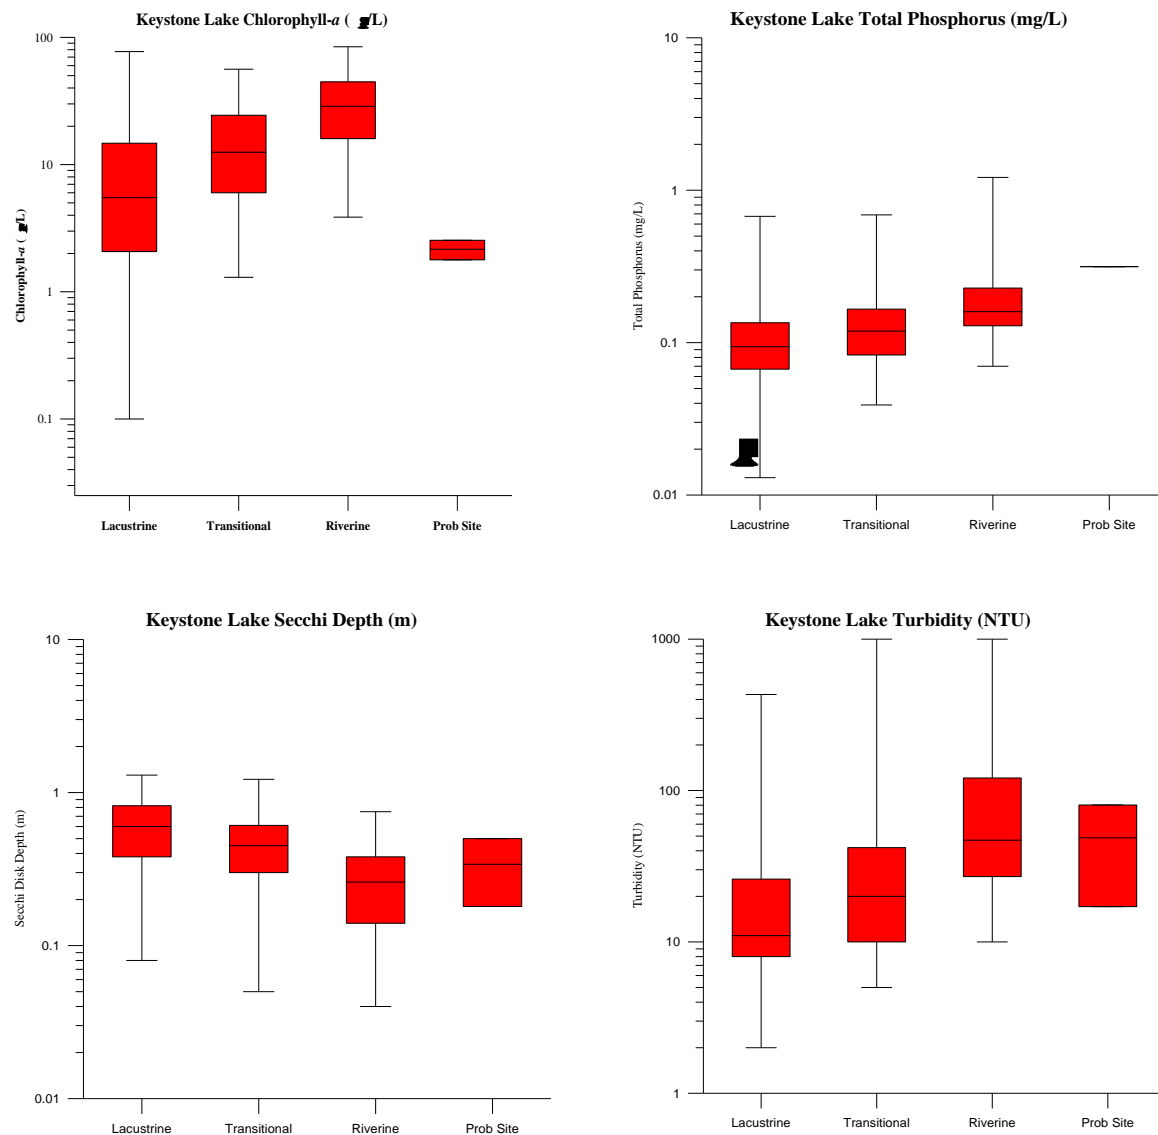 Keystone Lake Chlorophyll-a ( g/L)
100
10
1
0.1
Chlorophyll-a ( g/L)
Lacustrine Transitional Riverine Prob Site
Keystone Lake Total Phosphorus (mg/L)
10
1
0.1
0.01
Total Phosphorus (mg/L)
Lacustrine Transitional Riverine Prob Site
Keystone Lake Secchi Depth (m)
10
1
0.1
0.01
Secchi Disk Depth (m)
Lacustrine Transitional Riverine Prob Site
Keystone Lake Turbidity (NTU)
1000
100
10
1
Turbidity (NTU)
Lacustrine Transitional Riverine Prob Site